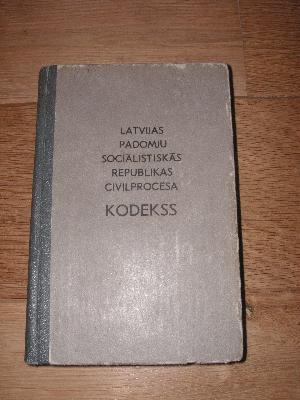 LATVIJAS
PADOMJU
SOCIĀLISTISKĀS
REPUBLIKAS
CIVILPROCESA
KODEKSS